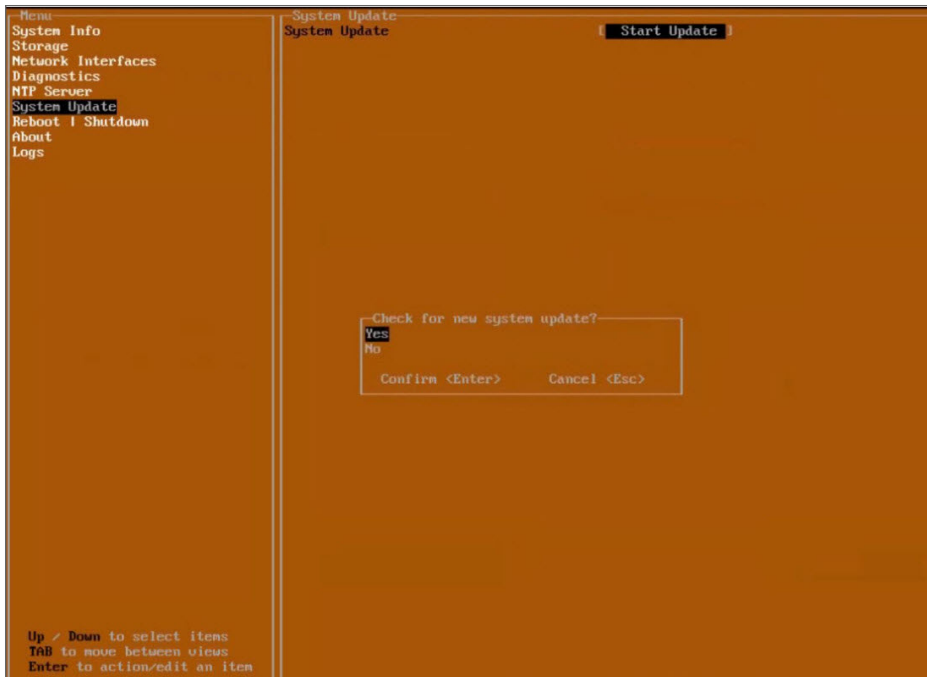 Menu
System Info
Storage
Network Interfaces
Diagnostics
NTP Server
System Update
Reboot | Shutdown
About
Logs
Up / Down to select items
TAB to move between views
Enter to action/edit an item
System Update
System Update [ Start Update ]
Check for new system update?
Yes
No
Confirm <Enter> Cancel <Esc>